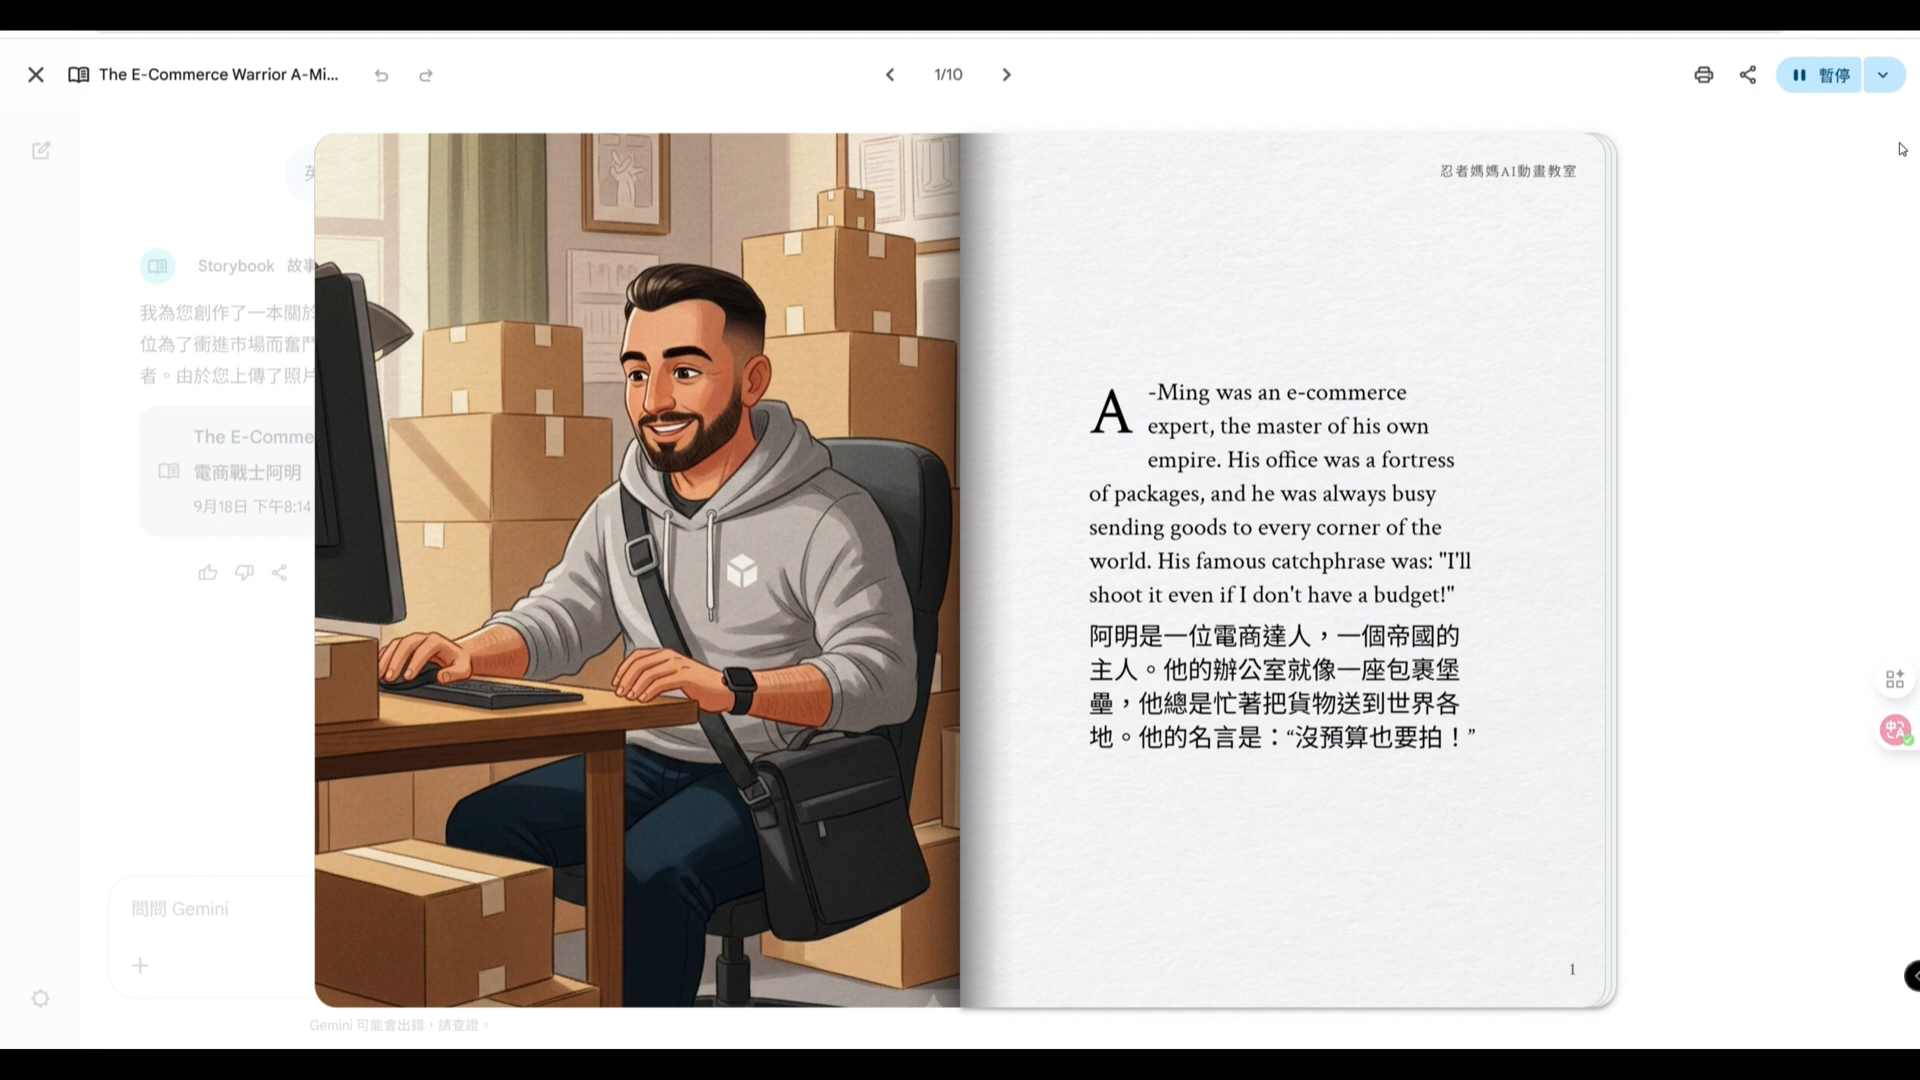 The E-Commerce Warrior A-Mi...
1/10
暫停
英
Storybook 故事
我為您創作了一本關於
位為了衝進市場而奮鬥
者。由於您上傳了照片
The E-Comme
電商戰士阿明
9月18日 下午8:14
問問 Gemini
Gemini 可能會出錯，請查證。
忍者媽媽AI動畫教室
A-Ming was an e-commerce
expert, the master of his own
empire. His office was a fortress
of packages, and he was always busy
sending goods to every corner of the
world. His famous catchphrase was: "I'll
shoot it even if I don't have a budget!"
阿明是一位電商達人，一個帝國的
主人。他的辦公室就像一座包裹堡
壘，他總是忙著把貨物送到世界各
地。他的名言是：“沒預算也要拍！”
1